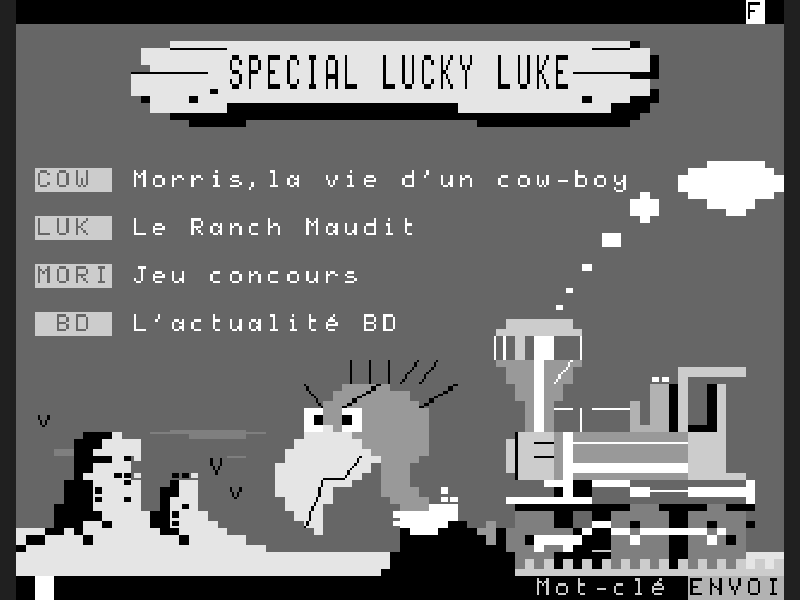 F
SPECIAL LUCKY LUKE
COW Morris,la vie d'un cow-boy
LUK Le Ranch Maudit
MORI Jeu concours
BD L'actualité BD
Mot-clé ENVOI